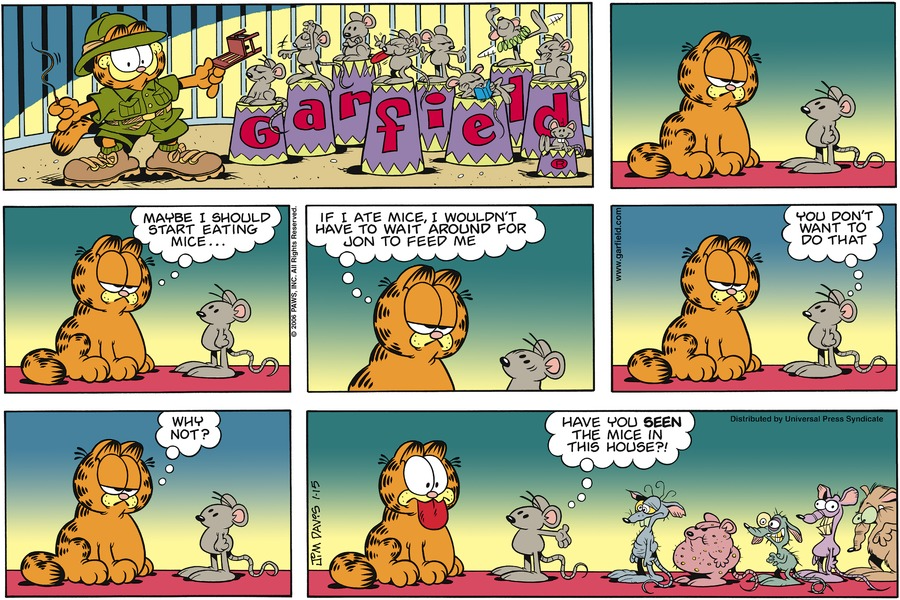 Garfield
®
MAYBE I SHOULD
START EATING
MICE...
© 2006 PAWS, INC. All Rights Reserved.
IF I ATE MICE, I WOULDN'T
HAVE TO WAIT AROUND FOR
JON TO FEED ME
www.garfield.com
YOU DON'T
WANT TO
DO THAT
WHY
NOT?
JIM DAVIS 1-15
HAVE YOU SEEN
THE MICE IN
THIS HOUSE?!
Distributed by Universal Press Syndicate